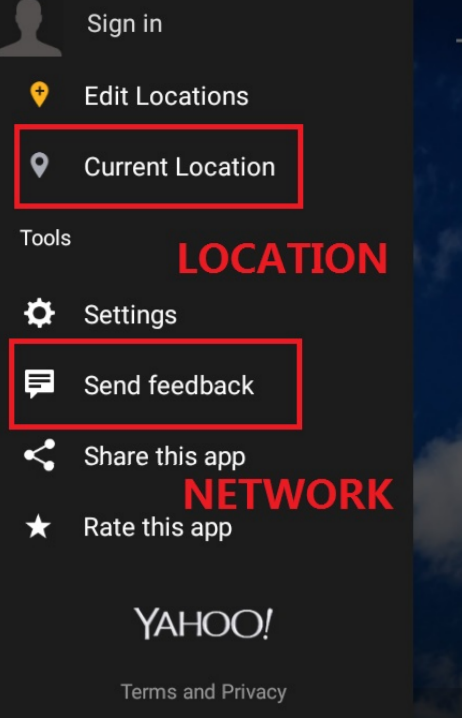 Sign in
Edit Locations
Current Location
Tools
LOCATION
Settings
Send feedback
Share this app
NETWORK
Rate this app
YAHOO!
Terms and Privacy